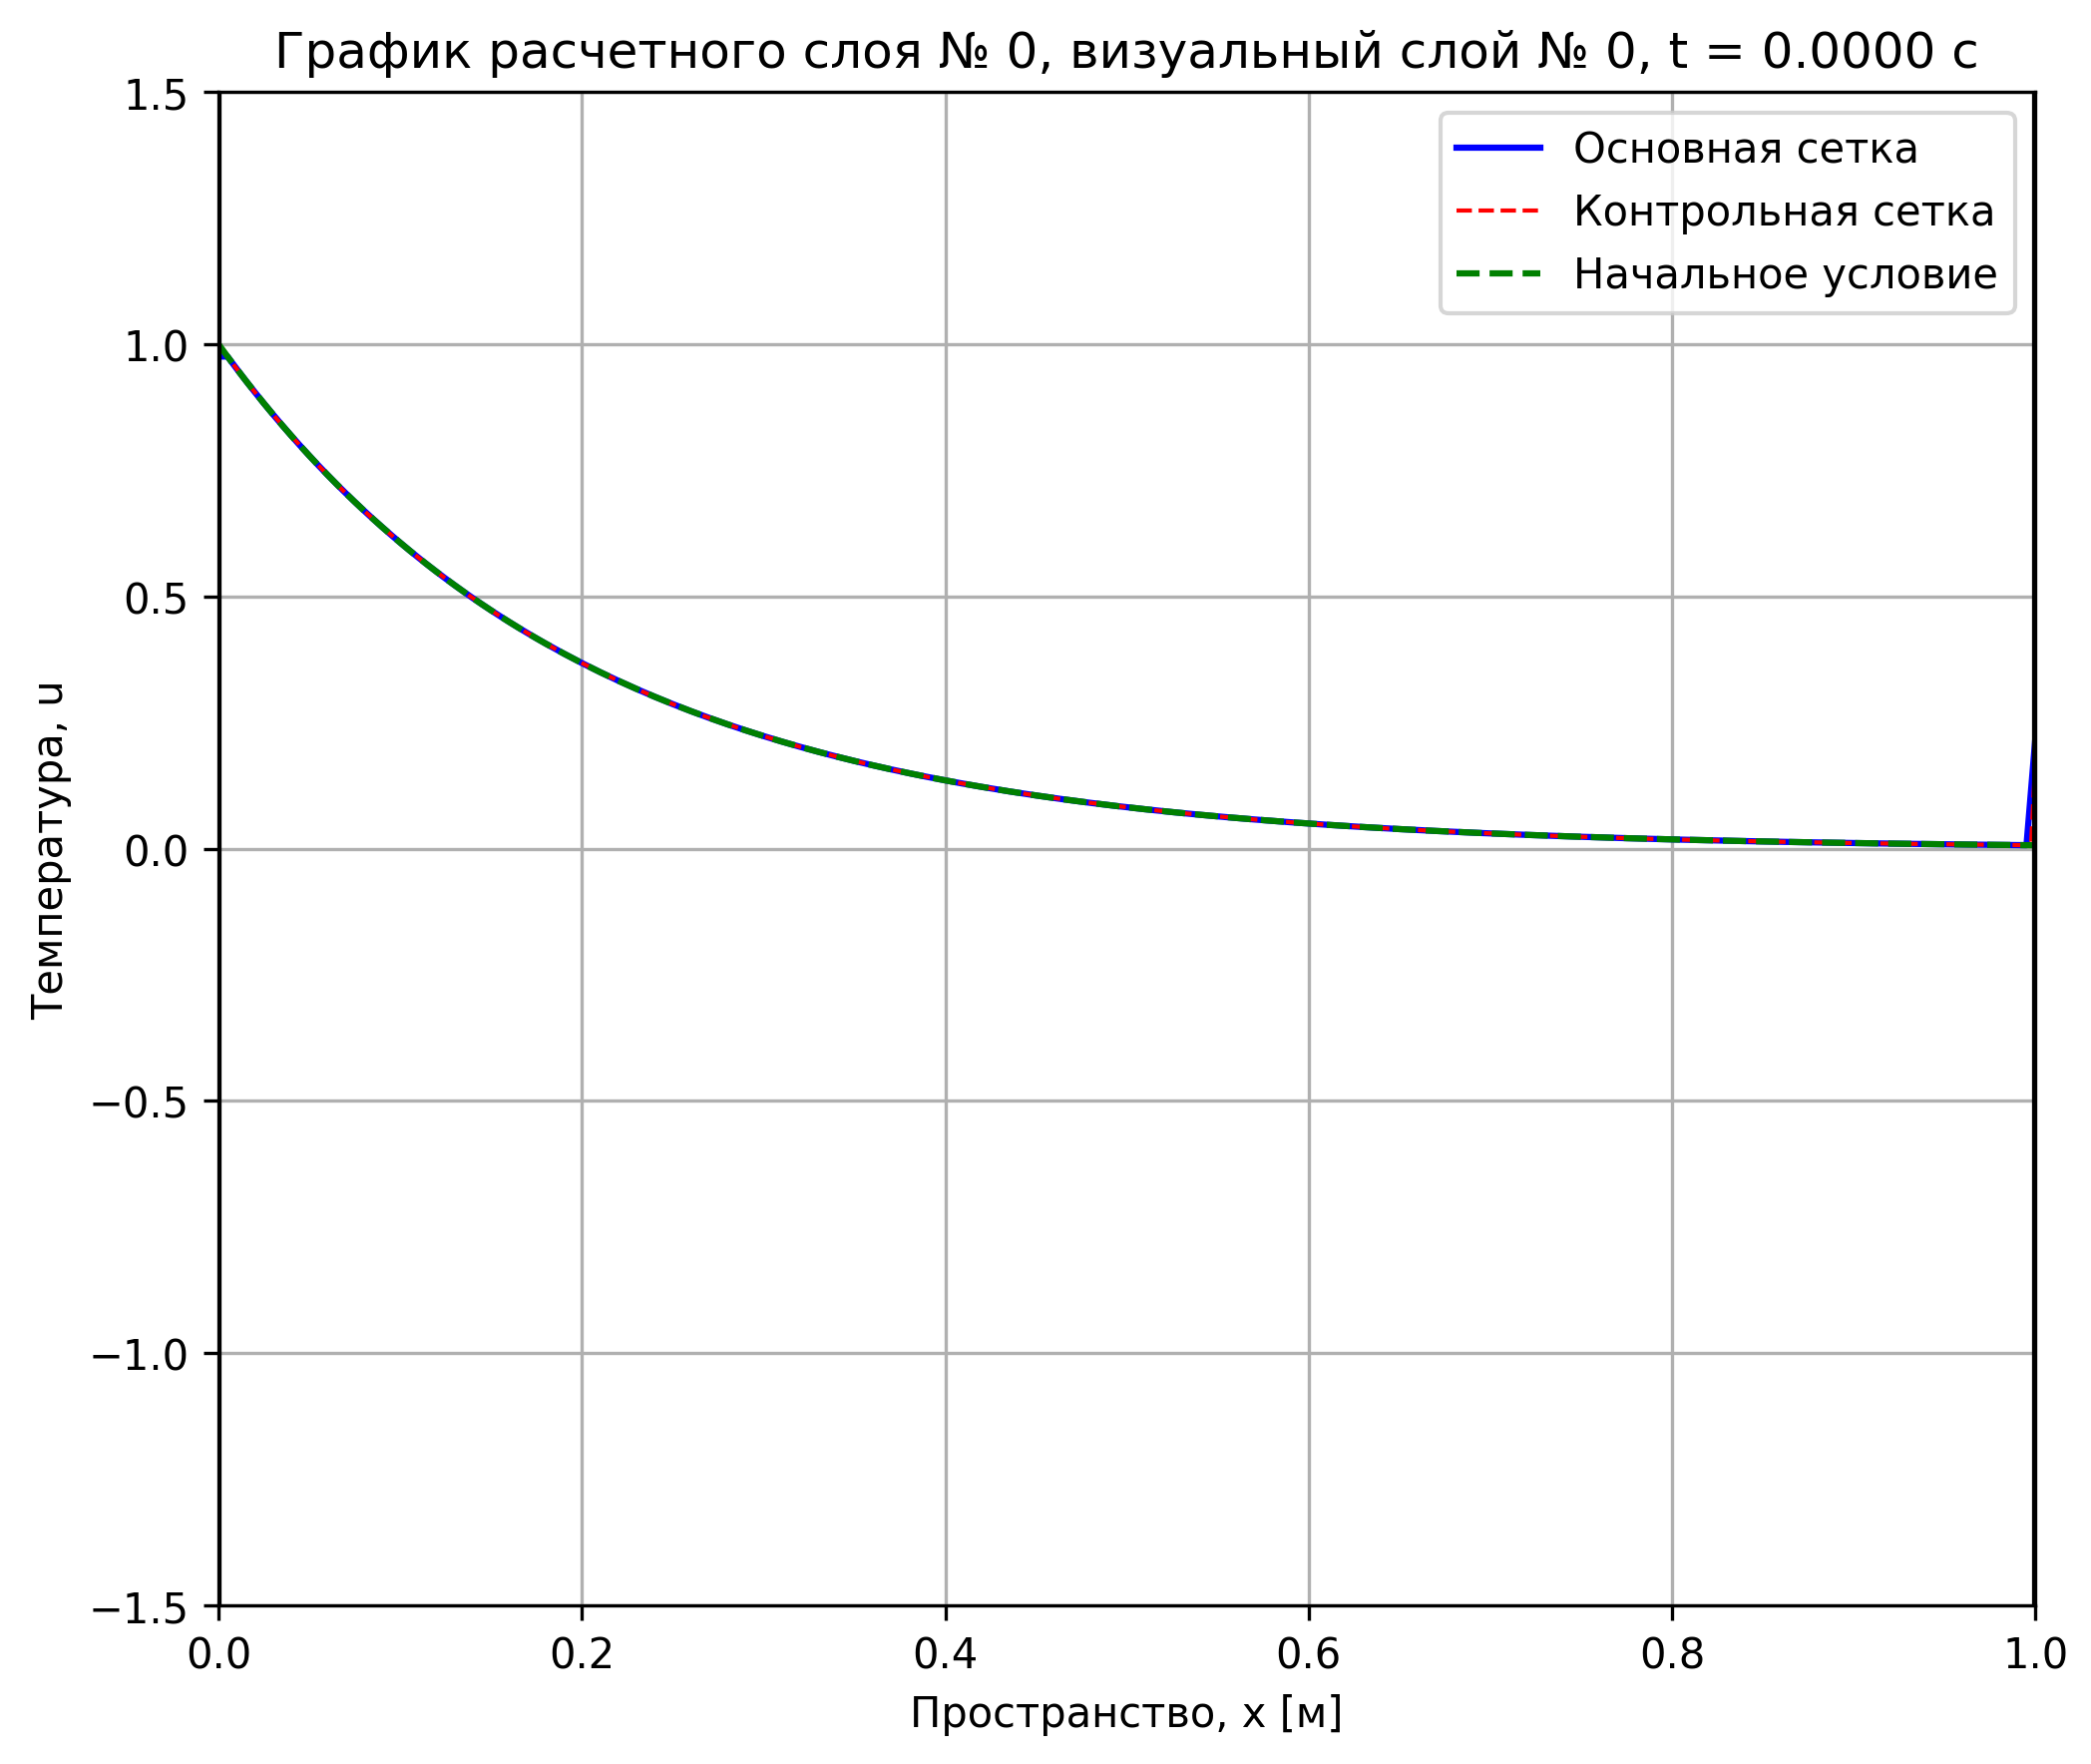 График расчетного слоя № 0, визуальный слой № 0, t = 0.0000 с
Основная сетка
Контрольная сетка
Начальное условие
1.5
1.0
0.5
0.0
−0.5
−1.0
−1.5
Температура, u
0.0
0.2
0.4
0.6
0.8
1.0
Пространство, x [м]